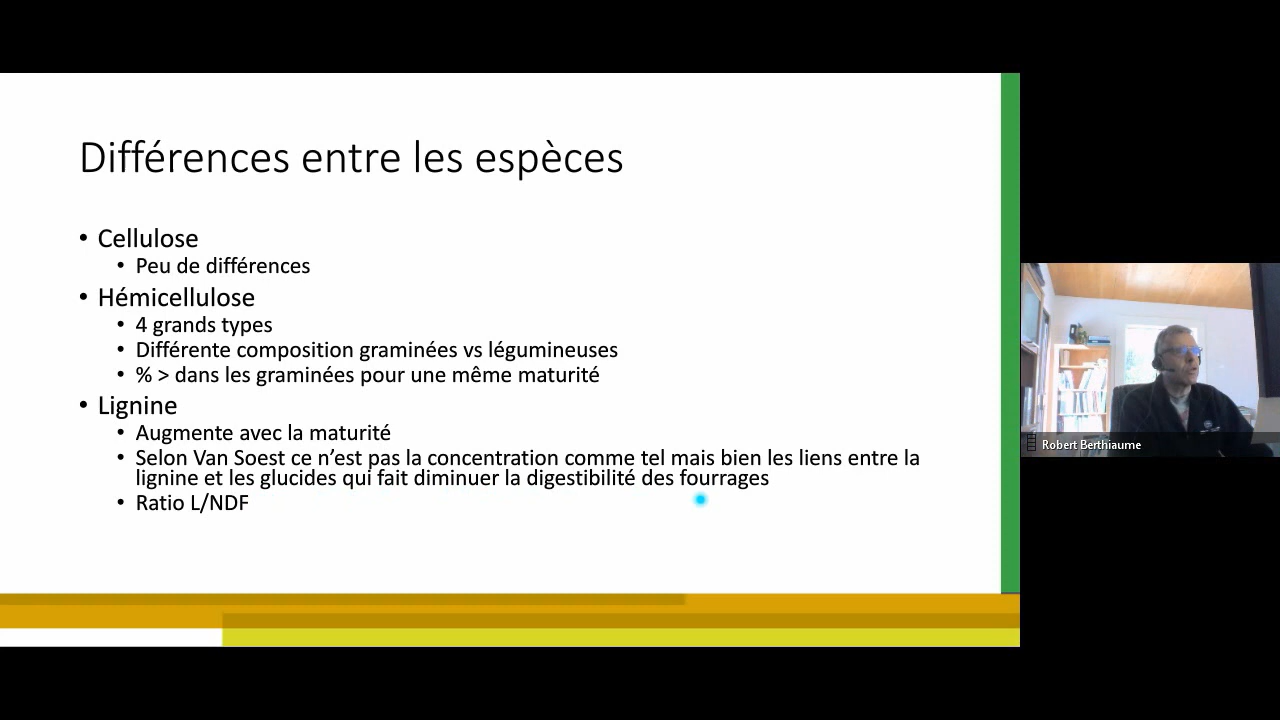 Différences entre les espèces
• Cellulose
• Peu de différences
• Hémicellulose
• 4 grands types
• Différente composition graminées vs légumineuses
• % > dans les graminées pour une même maturité
• Lignine
• Augmente avec la maturité
• Selon Van Soest ce n’est pas la concentration comme tel mais bien les liens entre la
lignine et les glucides qui fait diminuer la digestibilité des fourrages
• Ratio L/NDF
Robert Berthiaume